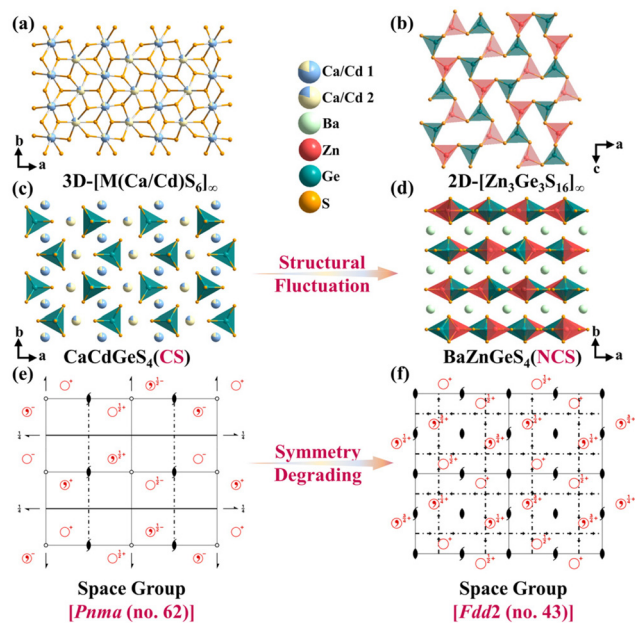 (a)
(b)
Ca/Cd 1
Ca/Cd 2
Ba
Zn
Ge
S
b
a
a
c
3D-[M(Ca/Cd)S₆]∞
2D-[Zn₃Ge₃S₁₆]∞
(c)
(d)
Structural
Fluctuation
b
a
b
a
CaCdGeS₄(CS)
BaZnGeS₄(NCS)
(e)
(f)
Symmetry
Degrading
Space Group
[Pnma (no. 62)]
Space Group
[Fdd2 (no. 43)]